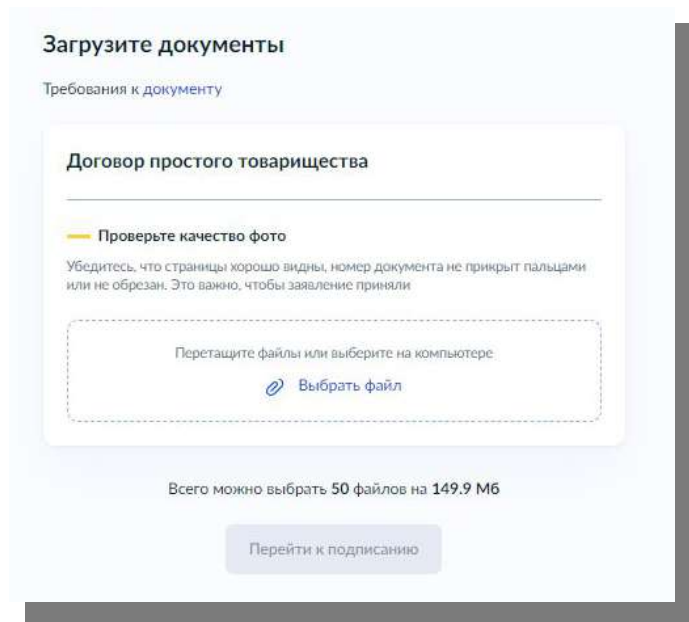 Загрузите документы
Требования к документу
Договор простого товарищества
Проверьте качество фото
Убедитесь, что страницы хорошо видны, номер документа не прикрыт пальцами
или не обрезан. Это важно, чтобы заявление приняли
Перетащите файлы или выберите на компьютере
Выбрать файл
Всего можно выбрать 50 файлов на 149.9 Мб
Перейти к подписанию